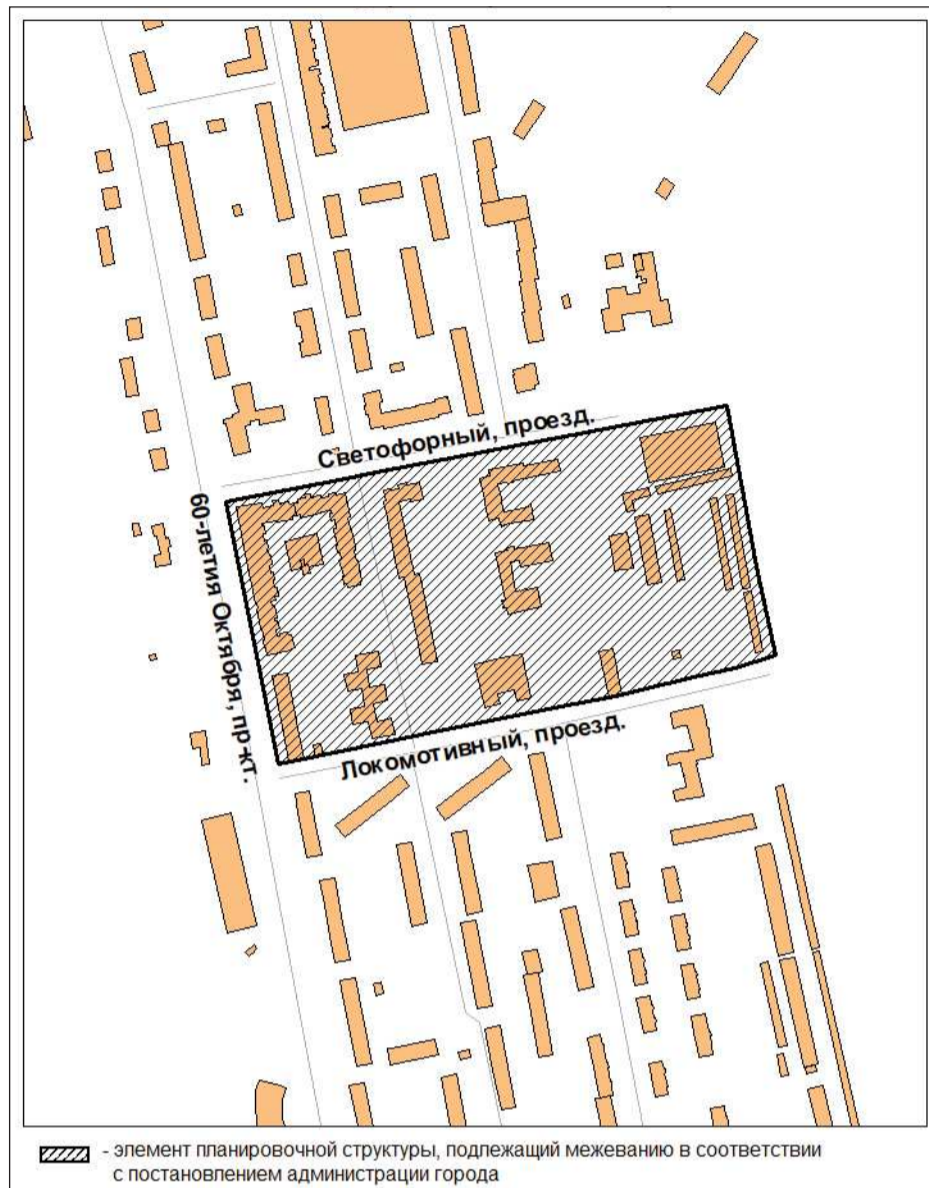 Светофорный, проезд.
60-летия Октября, пр-кт.
Локомотивный, проезд.
- элемент планировочной структуры, подлежащий межеванию в соответствии
с постановлением администрации города